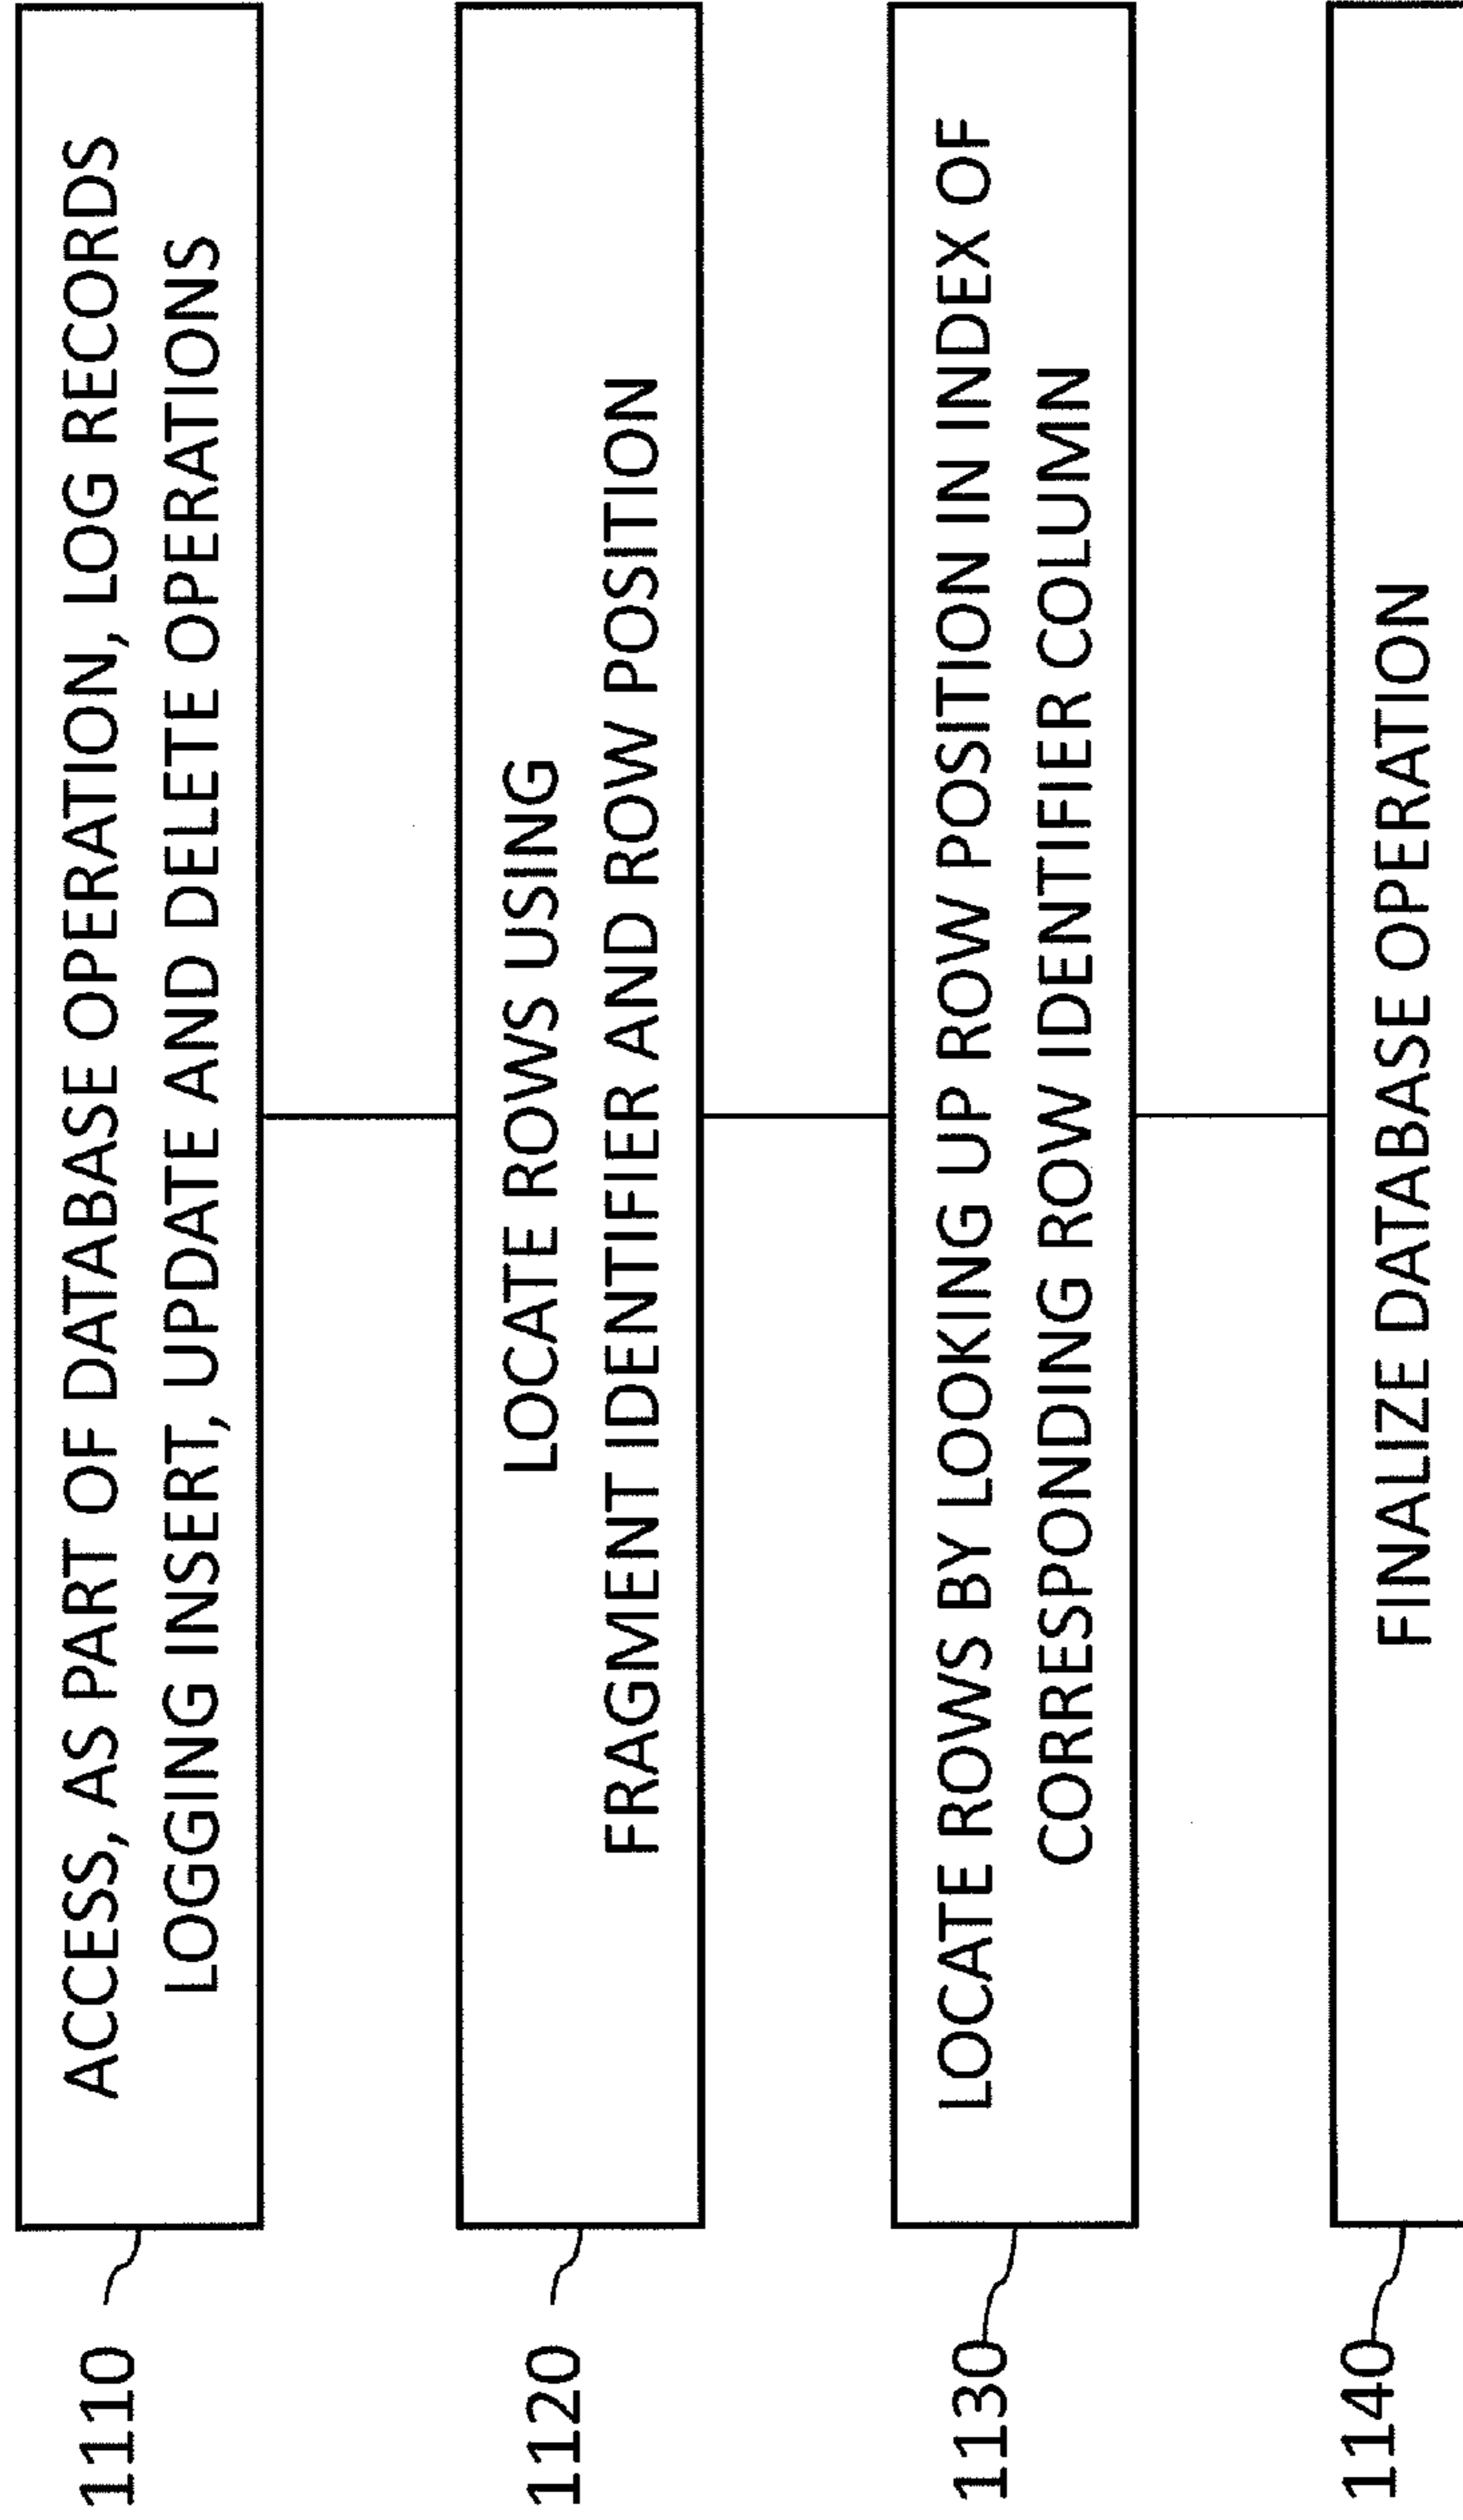 1110
ACCESS, AS PART OF DATABASE OPERATION, LOG RECORDS
LOGGING INSERT, UPDATE AND DELETE OPERATIONS
1120
LOCATE ROWS USING
FRAGMENT IDENTIFIER AND ROW POSITION
1130
LOCATE ROWS BY LOOKING UP ROW POSITION IN INDEX OF
CORRESPONDING ROW IDENTIFIER COLUMN
1140
FINALIZE DATABASE OPERATION